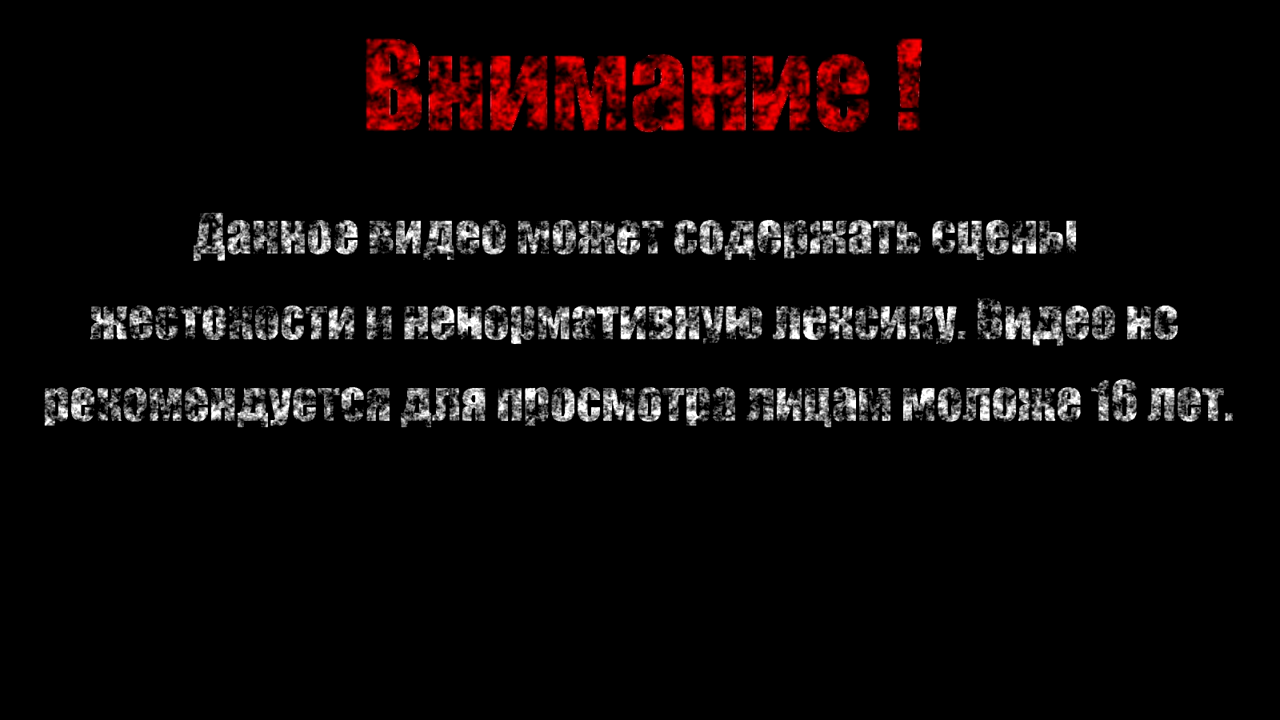 Внимание !
Данное видео может содержать сцены
жестокости и ненормативную лексику. Видео не
рекомендуется для просмотра лицам моложе 16 лет.